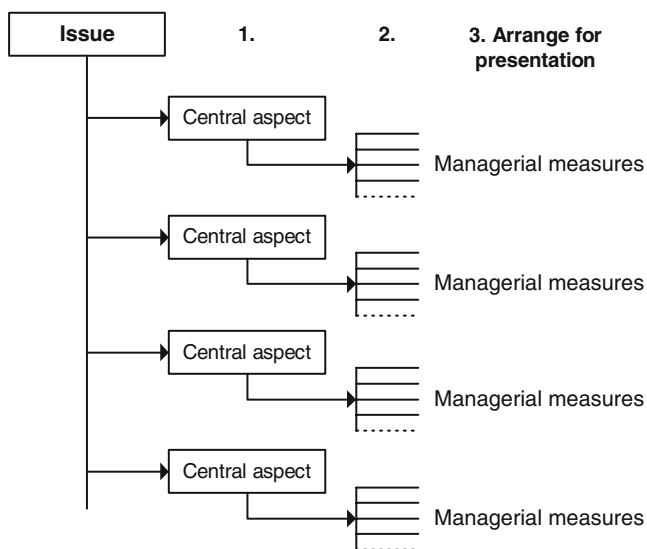 Issue
1.
2.
3. Arrange for
presentation
Central aspect
Managerial measures
Central aspect
Managerial measures
Central aspect
Managerial measures
Central aspect
Managerial measures